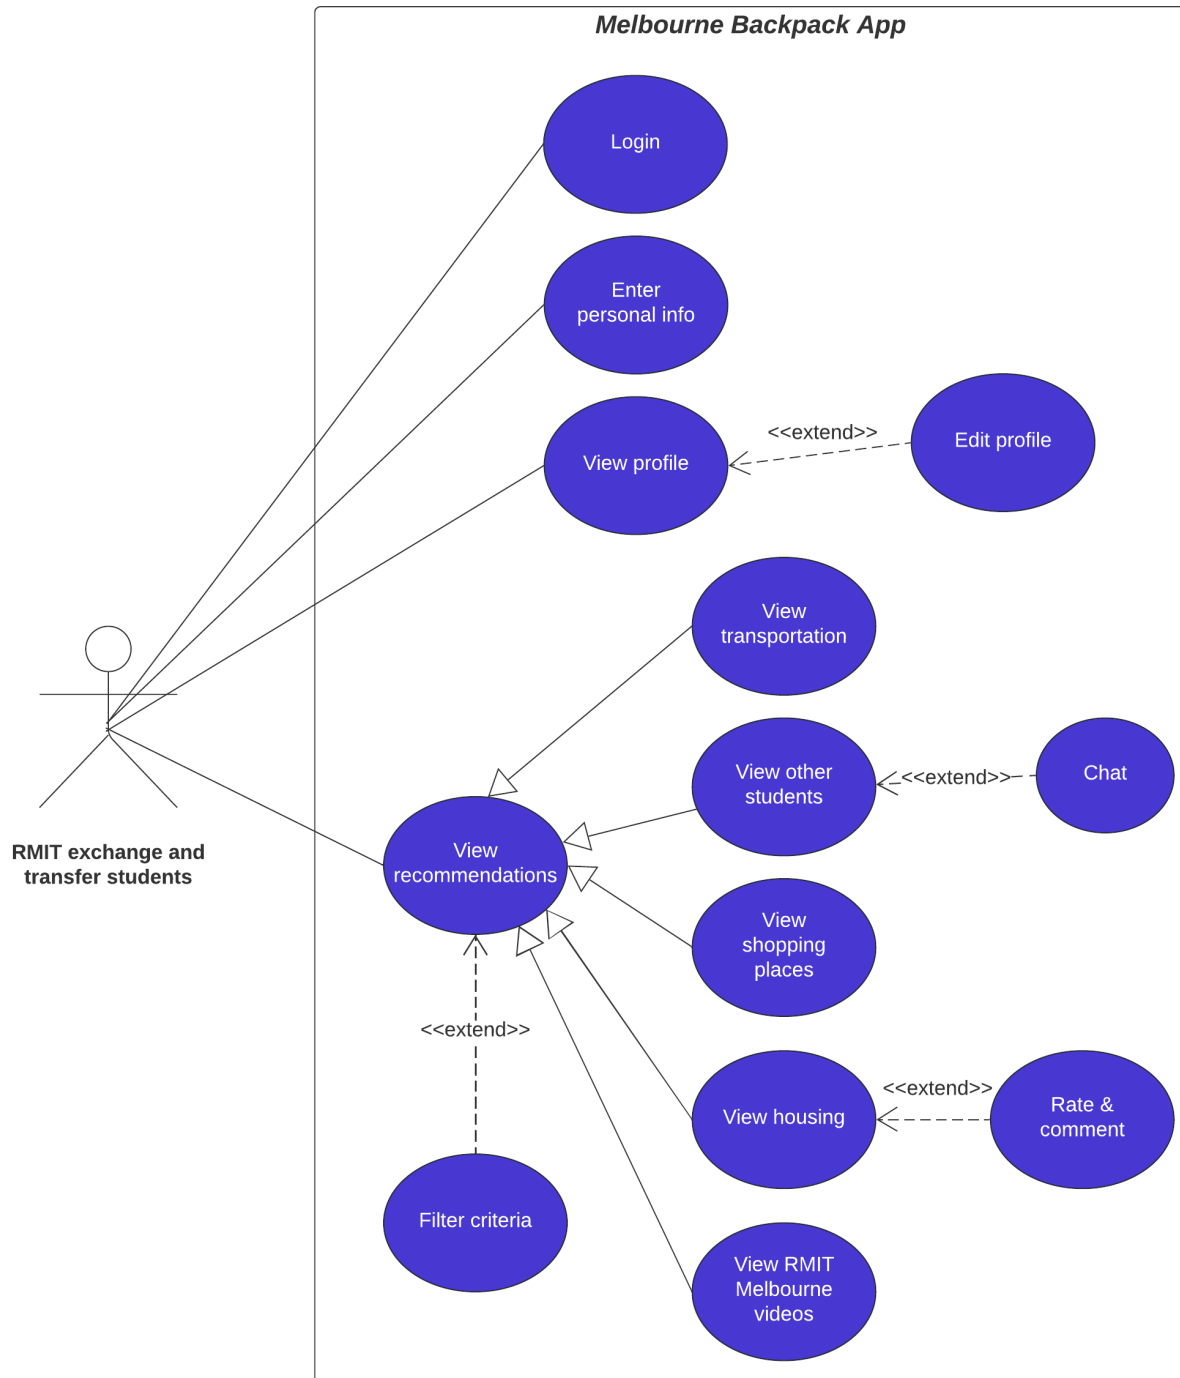 Melbourne Backpack App
Login
Enter
personal info
View profile
<<extend>>
Edit profile
View
transportation
View other
students
<<extend>>
Chat
RMIT exchange and
transfer students
View
recommendations
View
shopping
places
<<extend>>
View housing
<<extend>>
Rate &
comment
Filter criteria
View RMIT
Melbourne
videos